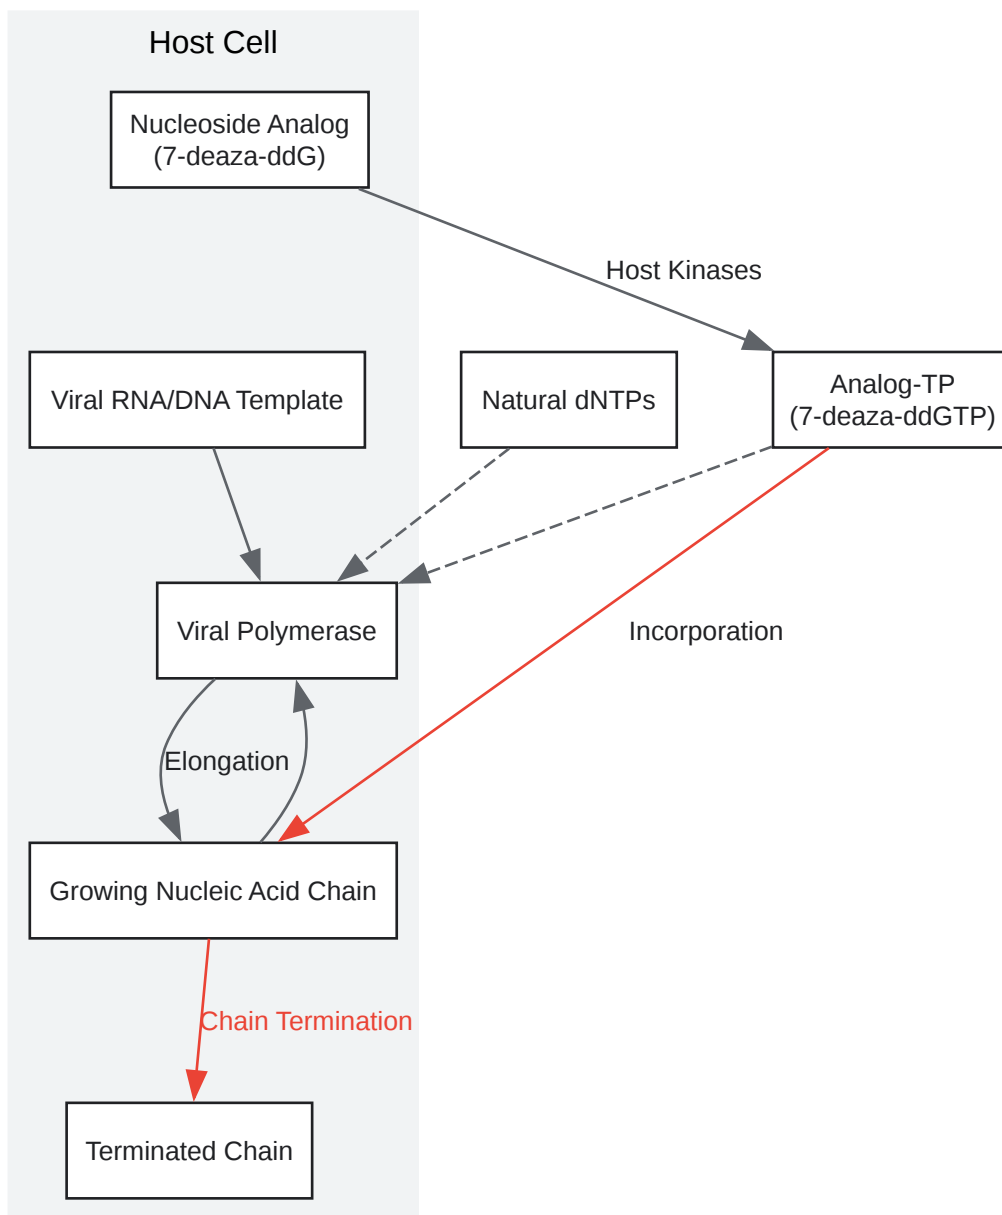 Host Cell
Nucleoside Analog
(7-deaza-ddG)
Host Kinases
Viral RNA/DNA Template
Natural dNTPs
Analog-TP
(7-deaza-ddGTP)
Viral Polymerase
Incorporation
Elongation
Growing Nucleic Acid Chain
Chain Termination
Terminated Chain